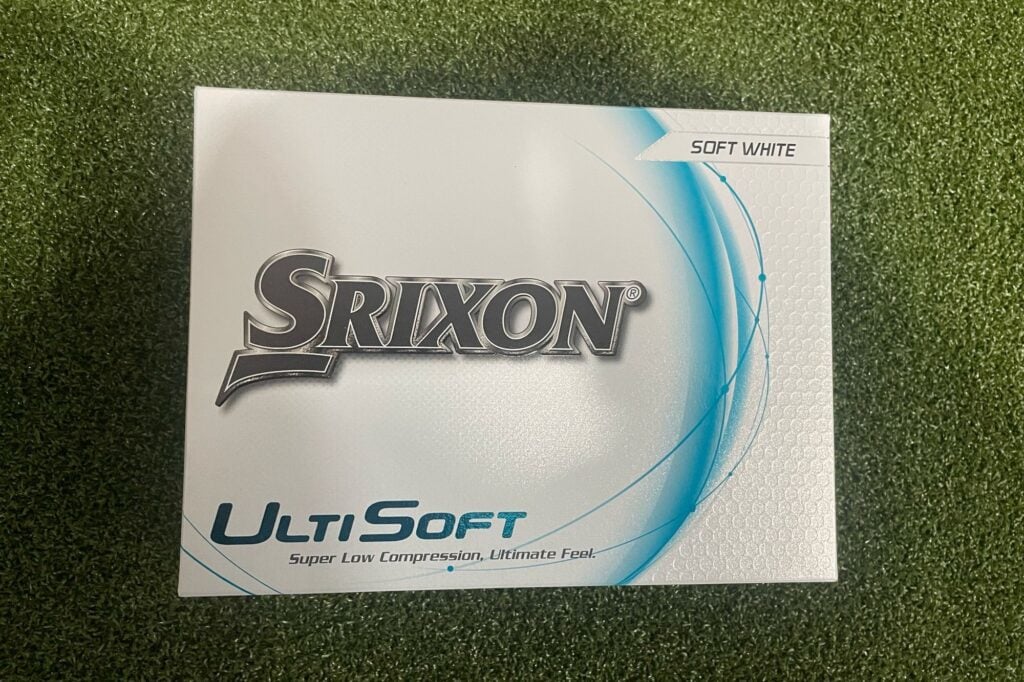 SOFT WHITE
SRIXON®
ULTISOFT
Super Low Compression, Ultimate Feel.